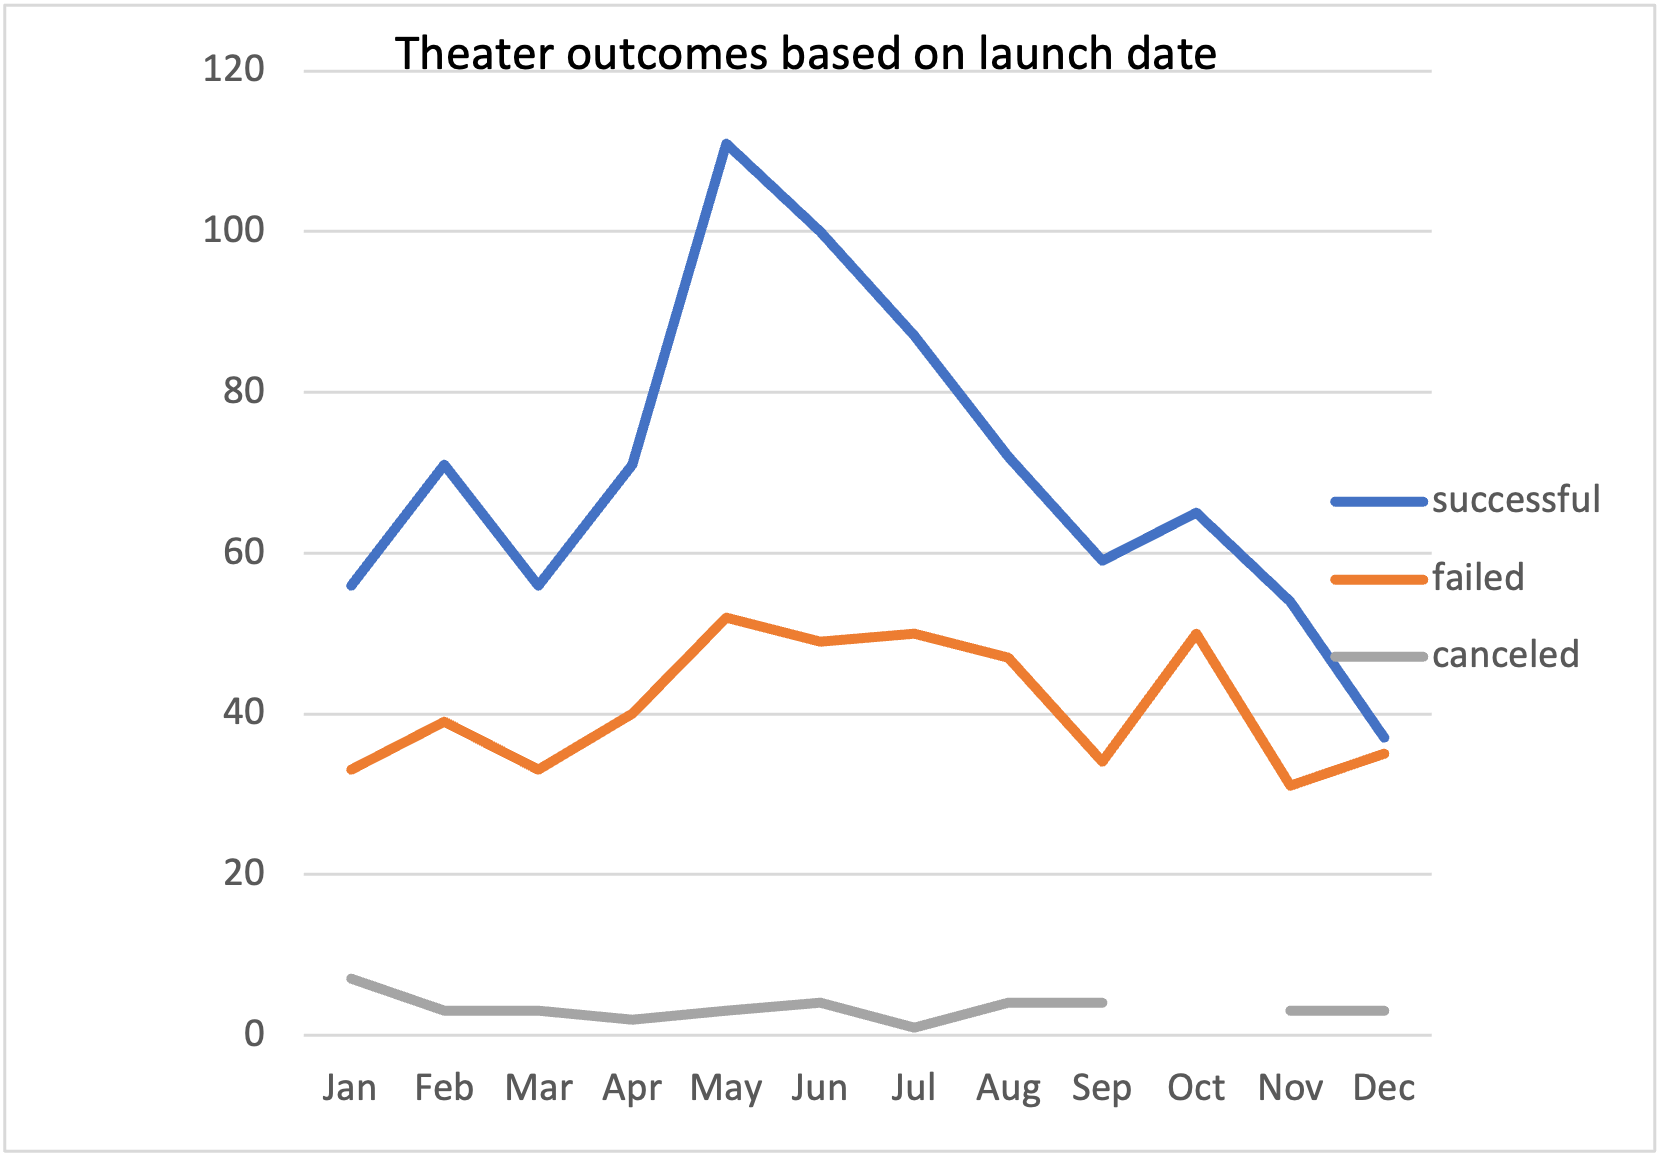 Theater outcomes based on launch date
120
100
80
60
40
20
0
successful
failed
canceled
Jan Feb Mar Apr May Jun Jul Aug Sep Oct Nov Dec